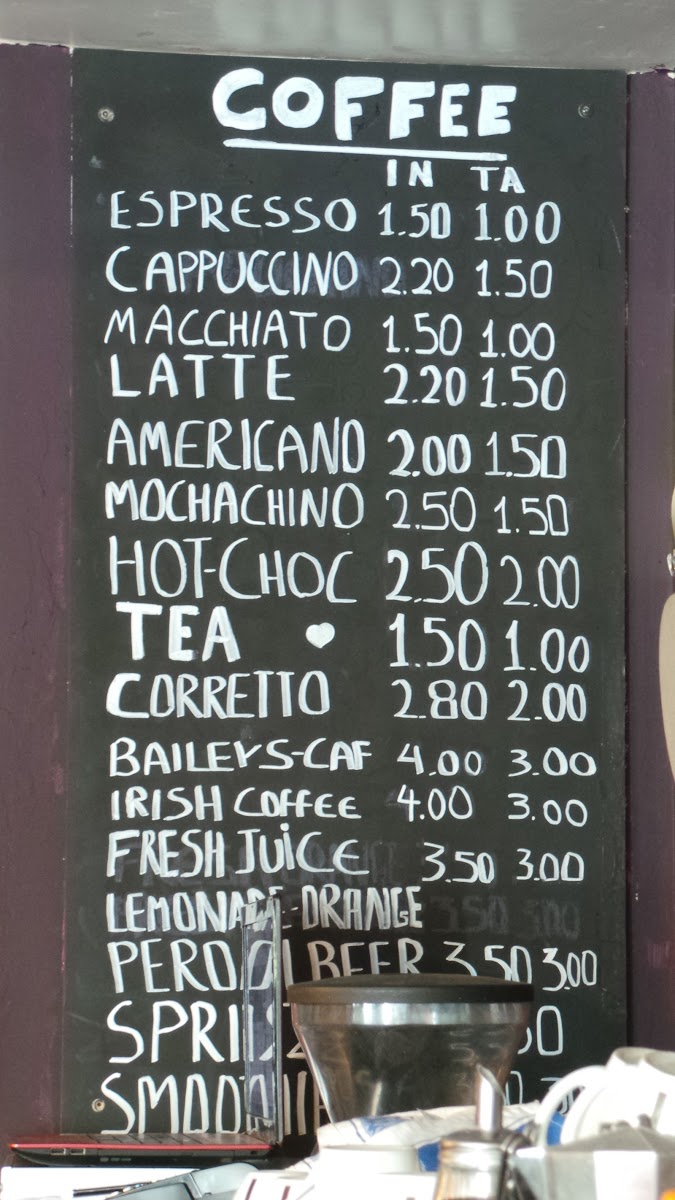 COFFEE
IN TA
ESPRESSO 1.50 1.00
CAPPUCCINO 2.20 1.50
MACCHIATO 1.50 1.00
LATTE 2.20 1.50
AMERICANO 2.00 1.50
MOCHACHINO 2.50 1.50
HOT-CHOC 2.50 2.00
TEA 1.50 1.00
CORRETTO 2.80 2.00
BAILEYS-CAF 4.00 3.00
IRISH COFFEE 4.00 3.00
FRESH JUiCE 3.50 3.00
LEMONADE-ORANGE
BEER 3.50 3.00